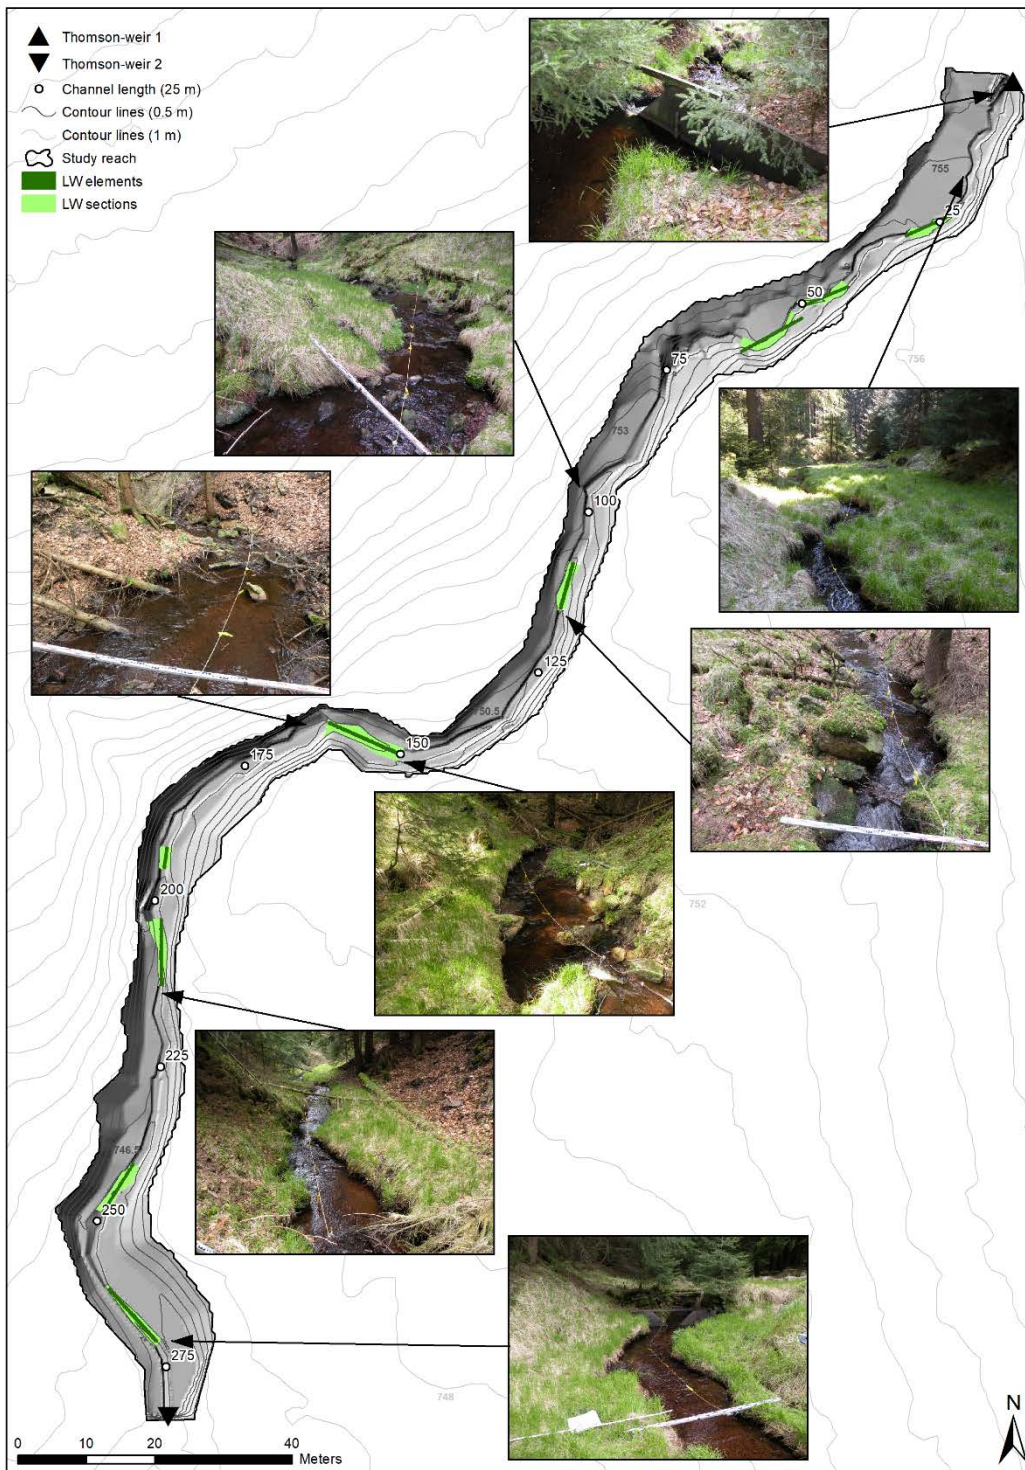 Thomson-weir 1
Thomson-weir 2
Channel length (25 m)
Contour lines (0.5 m)
Contour lines (1 m)
Study reach
LW elements
LW sections
755
25
50
756
75
753
100
125
750.5
150
175
752
200
225
746.5
250
275
748
N
0 10 20 40
Meters